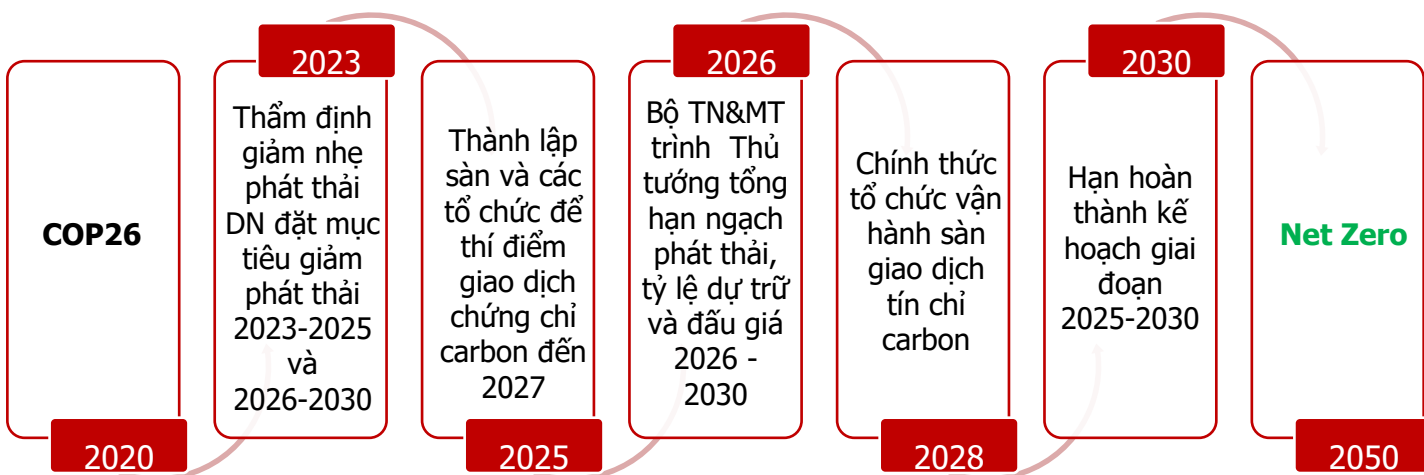 COP26
2020
2023
Thẩm định
giảm nhẹ
phát thải
DN đặt mục
tiêu giảm
phát thải
2023-2025
và
2026-2030
Thành lập
sàn và các
tổ chức để
thí điểm
giao dịch
chứng chỉ
carbon đến
2027
2025
2026
Bộ TN&MT
trình Thủ
tướng tổng
hạn ngạch
phát thải,
tỷ lệ dự trữ
và đấu giá
2026 -
2030
Chính thức
tổ chức vận
hành sàn
giao dịch
tín chỉ
carbon
2028
2030
Hạn hoàn
thành kế
hoạch giai
đoạn
2025-2030
Net Zero
2050